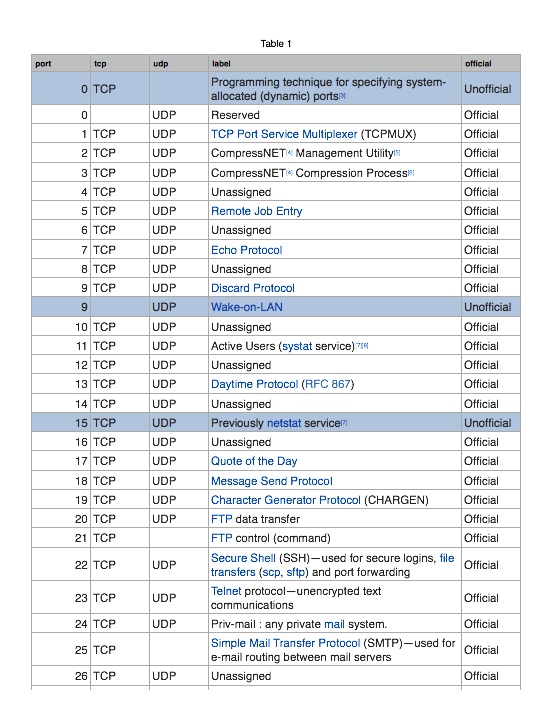 Table 1
port tcp udp label official
0 TCP Programming technique for specifying system-
allocated (dynamic) ports[3] Unofficial
0 UDP Reserved Official
1 TCP UDP TCP Port Service Multiplexer (TCPMUX) Official
2 TCP UDP CompressNET[4] Management Utility[5] Official
3 TCP UDP CompressNET[4] Compression Process[6] Official
4 TCP UDP Unassigned Official
5 TCP UDP Remote Job Entry Official
6 TCP UDP Unassigned Official
7 TCP UDP Echo Protocol Official
8 TCP UDP Unassigned Official
9 TCP UDP Discard Protocol Official
9 UDP Wake-on-LAN Unofficial
10 TCP UDP Unassigned Official
11 TCP UDP Active Users (systat service)[7][8] Official
12 TCP UDP Unassigned Official
13 TCP UDP Daytime Protocol (RFC 867) Official
14 TCP UDP Unassigned Official
15 TCP UDP Previously netstat service[7] Unofficial
16 TCP UDP Unassigned Official
17 TCP UDP Quote of the Day Official
18 TCP UDP Message Send Protocol Official
19 TCP UDP Character Generator Protocol (CHARGEN) Official
20 TCP UDP FTP data transfer Official
21 TCP FTP control (command) Official
22 TCP UDP Secure Shell (SSH)—used for secure logins, file
transfers (scp, sftp) and port forwarding Official
23 TCP UDP Telnet protocol—unencrypted text
communications Official
24 TCP UDP Priv-mail : any private mail system. Official
25 TCP Simple Mail Transfer Protocol (SMTP)—used for
e-mail routing between mail servers Official
26 TCP UDP Unassigned Official